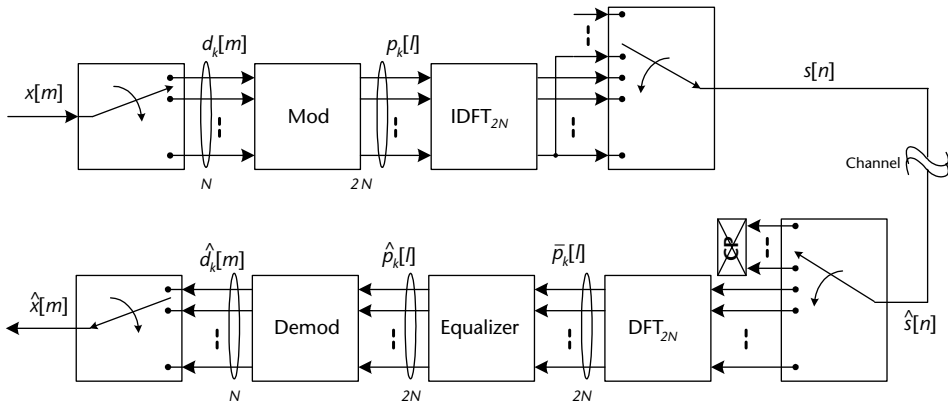 d_k[m]
p_k[l]
x[m]
Mod
IDFT_2N
s[n]
N
2N
Channel
CP
d̂_k[m]
p̂_k[l]
p̄_k[l]
x̂[m]
Demod
Equalizer
DFT_2N
ŝ[n]
N
2N
2N